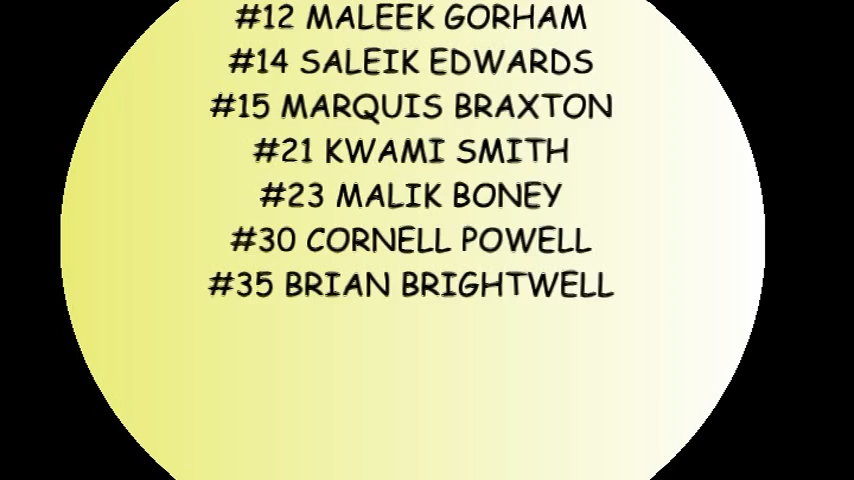 #12 MALEEK GORHAM
#14 SALEIK EDWARDS
#15 MARQUIS BRAXTON
#21 KWAMI SMITH
#23 MALIK BONEY
#30 CORNELL POWELL
#35 BRIAN BRIGHTWELL